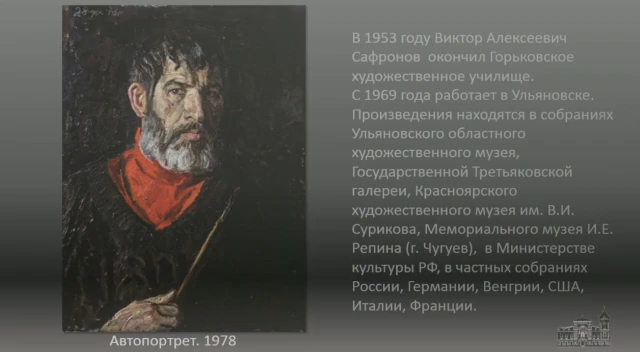 В 1953 году Виктор Алексеевич
Сафронов окончил Горьковское
художественное училище.
С 1969 года работает в Ульяновске.
Произведения находятся в собраниях
Ульяновского областного
художественного музея,
Государственной Третьяковской
галереи, Красноярского
художественного музея им. В.И.
Сурикова, Мемориального музея И.Е.
Репина (г. Чугуев), в Министерстве
культуры РФ, в частных собраниях
России, Германии, Венгрии, США,
Италии, Франции.
Автопортрет. 1978